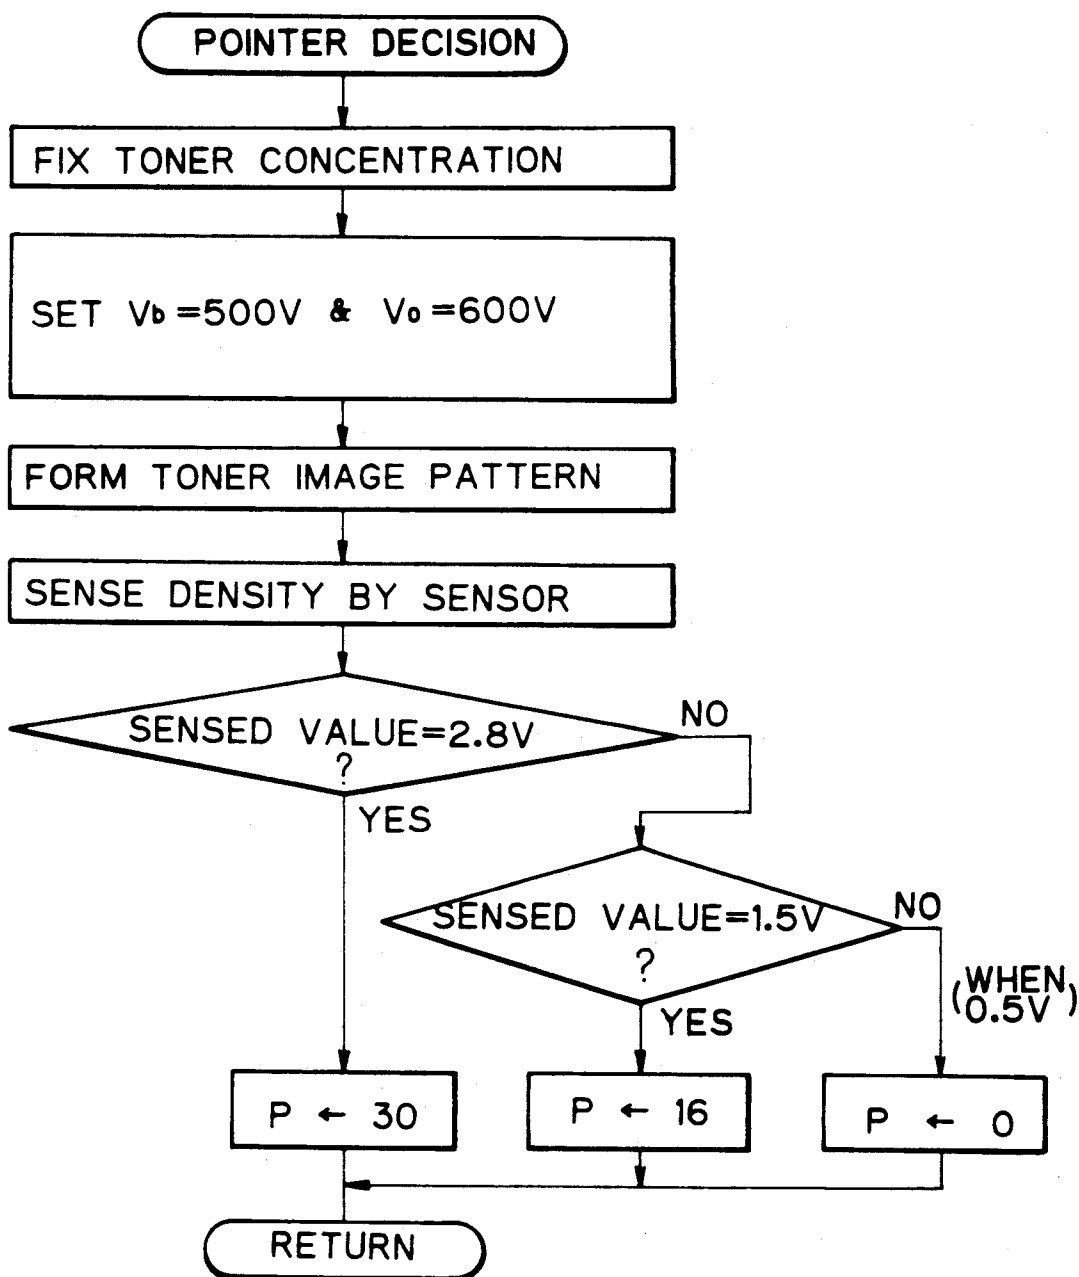 POINTER DECISION
FIX TONER CONCENTRATION
SET Vb=500V & Vo=600V
FORM TONER IMAGE PATTERN
SENSE DENSITY BY SENSOR
SENSED VALUE=2.8V
?
NO
YES
SENSED VALUE=1.5V
?
NO
YES
(WHEN
0.5V)
P ← 30
P ← 16
P ← 0
RETURN